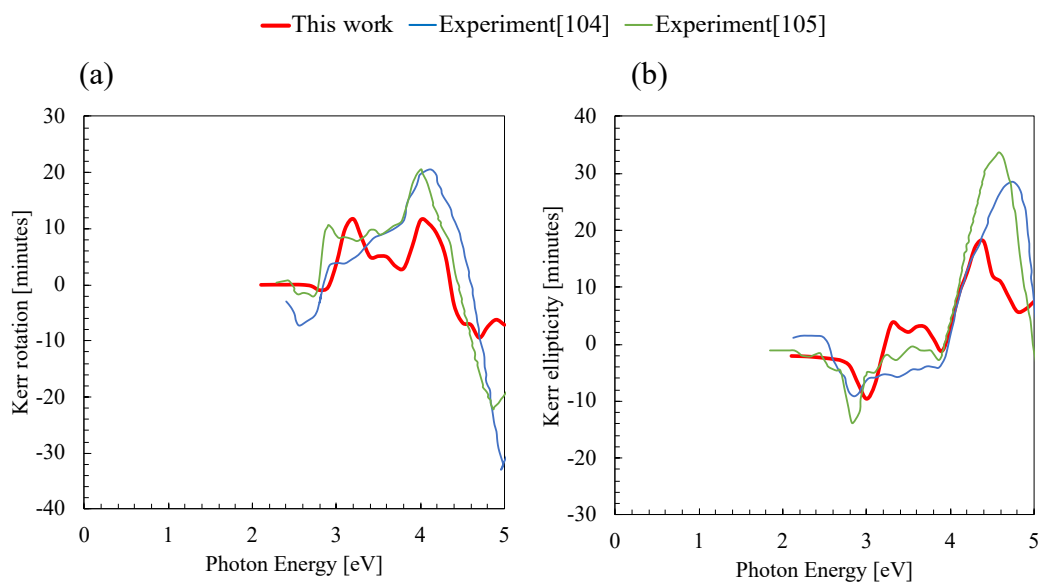 This work Experiment[104] Experiment[105]
(a)
(b)
30
20
10
0
-10
-20
-30
-40
0 1 2 3 4 5
Kerr rotation [minutes]
Photon Energy [eV]
40
30
20
10
0
-10
-20
-30
0 1 2 3 4 5
Kerr ellipticity [minutes]
Photon Energy [eV]